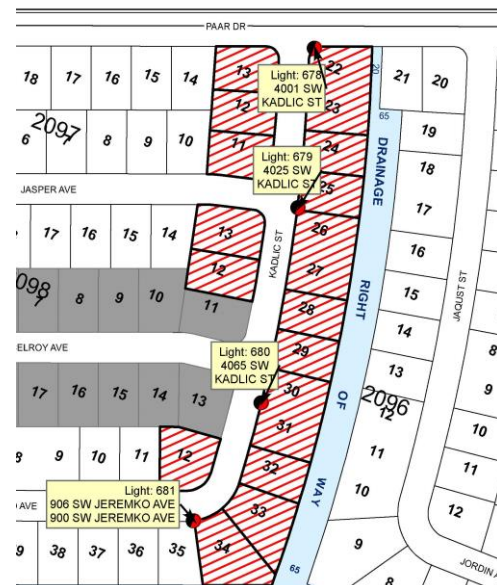 PAAR DR
18 17 16 15 14 13
22
21 20
20
Light: 678
4001 SW
KADLIC ST
12
23
65
19
2097
6 7 8 9 10 11
24
DRAINAGE
18
Light: 679
4025 SW
KADLIC ST
25
17
JASPER AVE
17 16 15 14 13
26
KADLIC ST
16
12
27
RIGHT
JAQUST ST
098
7 8 9 10 11
28
15
14
8
ELROY AVE
29
Light: 680
4065 SW
KADLIC ST
30
OF
13
2096
12
9
17 16 15 14 13
31
11
10
8 9 10 11 12
32
WAY
10
11
Light: 681
906 SW JEREMKO AVE
900 SW JEREMKO AVE
33
12
O AVE
9 38 37 36 35 34
65
9
8
JORDIN A